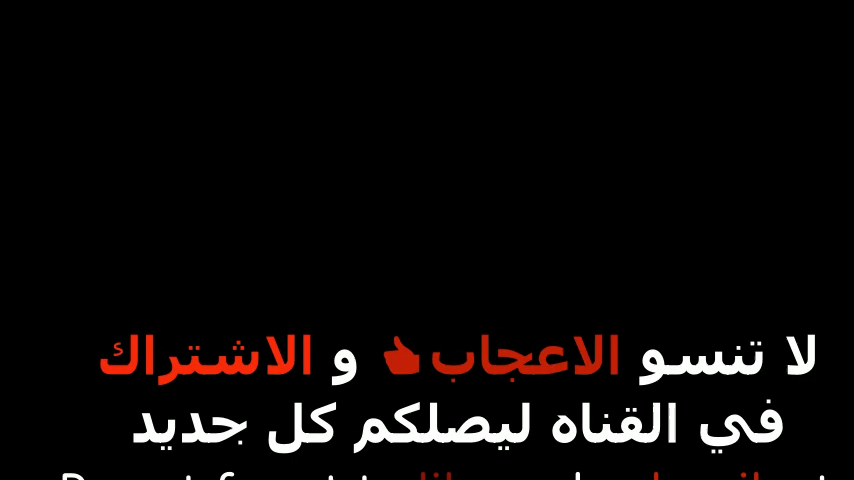 لا تنسو الاعجاب👍 و الاشتراك
في القناه ليصلكم كل جديد